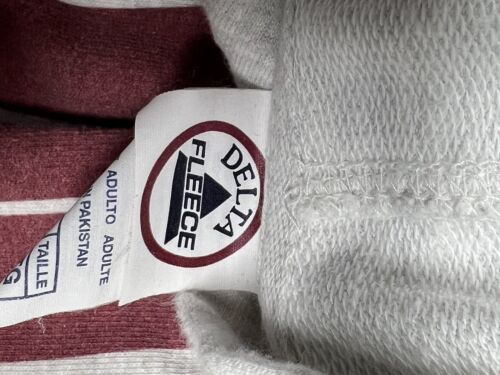 DELTA
FLEECE
ADULTO ADULTE
PAKISTAN
TAILLE
G